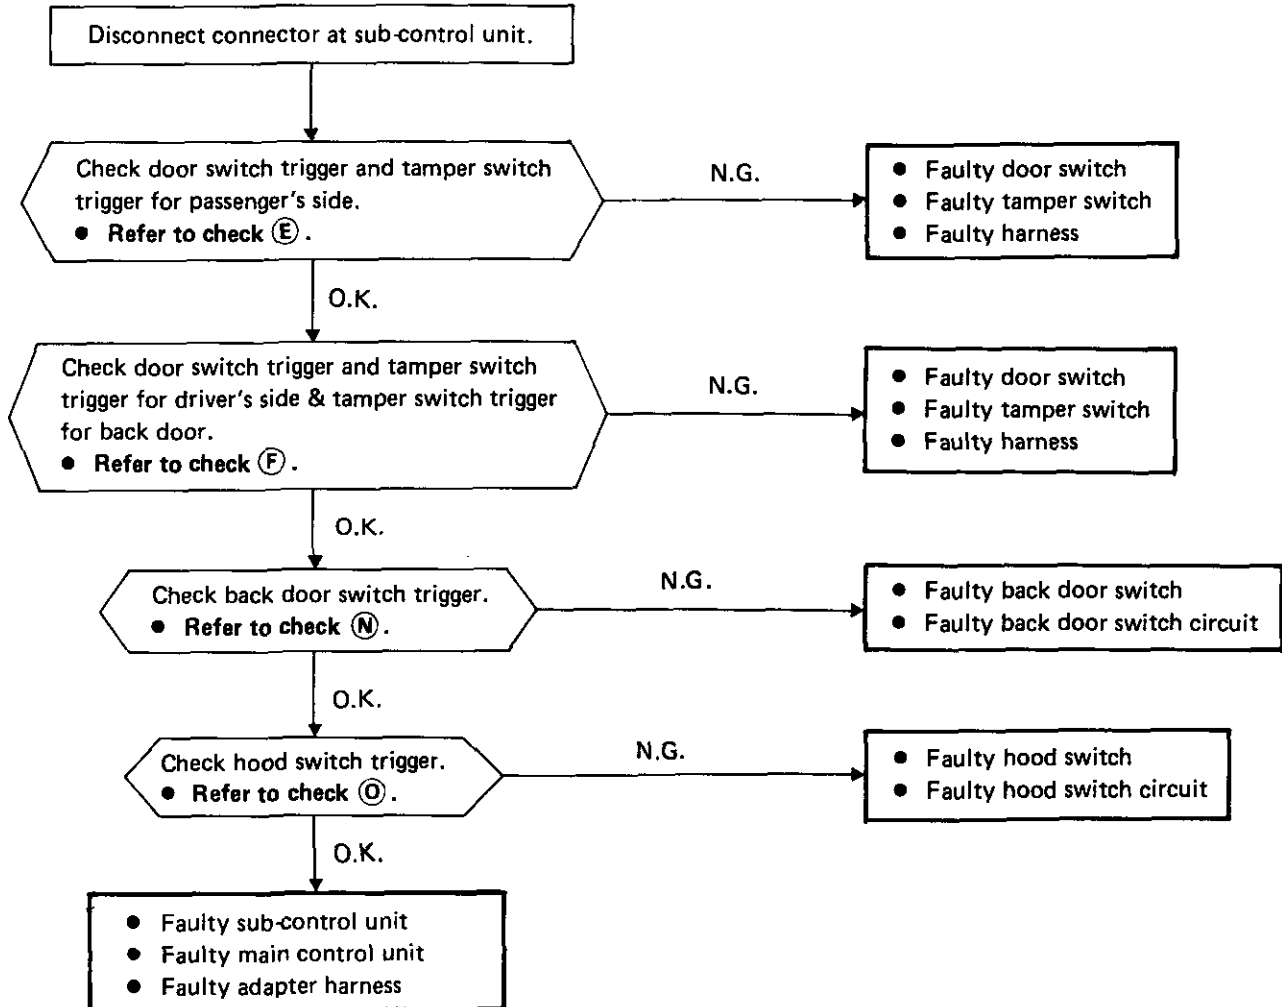 Disconnect connector at sub-control unit.
Check door switch trigger and tamper switch
trigger for passenger's side.
● Refer to check Ⓔ.
N.G.
● Faulty door switch
● Faulty tamper switch
● Faulty harness
O.K.
Check door switch trigger and tamper switch
trigger for driver's side & tamper switch trigger
for back door.
● Refer to check Ⓕ.
N.G.
● Faulty door switch
● Faulty tamper switch
● Faulty harness
O.K.
Check back door switch trigger.
● Refer to check Ⓝ.
N.G.
● Faulty back door switch
● Faulty back door switch circuit
O.K.
Check hood switch trigger.
● Refer to check Ⓞ.
N.G.
● Faulty hood switch
● Faulty hood switch circuit
O.K.
● Faulty sub-control unit
● Faulty main control unit
● Faulty adapter harness